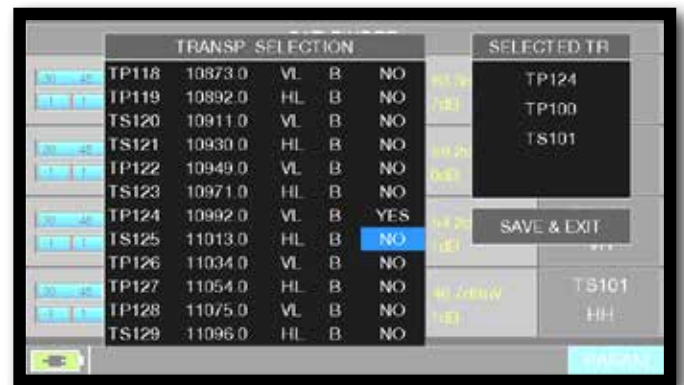 TRANSP SELECTION
TP118 10873.0 VL B NO
TP119 10892.0 HL B NO
TS120 10911.0 VL B NO
TS121 10930.0 HL B NO
TP122 10949.0 VL B NO
TS123 10971.0 HL B NO
TP124 10992.0 VL B YES
TS125 11013.0 HL B NO
TP126 11034.0 VL B NO
TP127 11054.0 HL B NO
TP128 11075.0 VL B NO
TS129 11096.0 HL B NO
SELECTED TR
TP124
TP100
TS101
SAVE & EXIT
TS101
HH